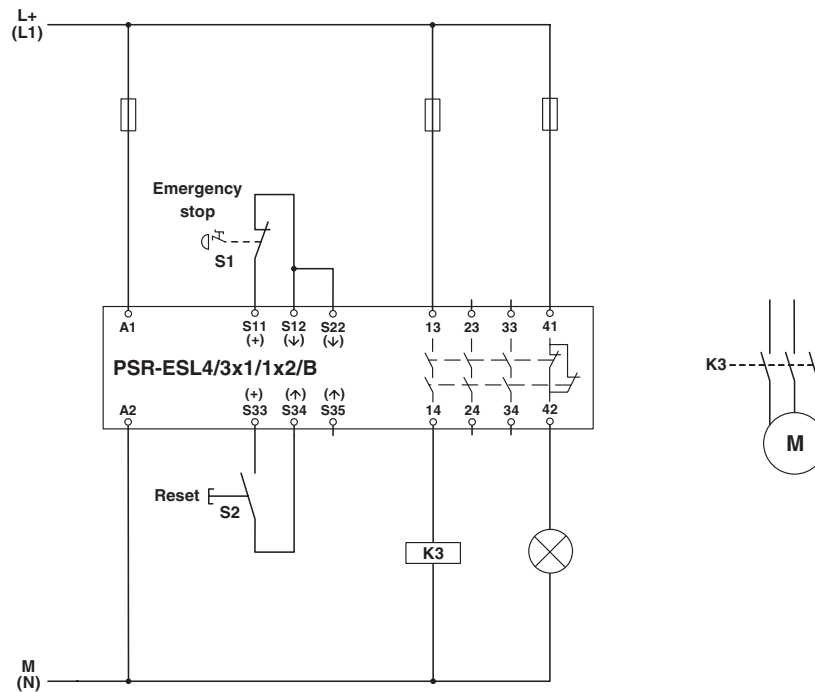 L+
(L1)
Emergency
stop
S1
A1
S11
(+)
S12
(↓)
S22
(↓)
13
23
33
41
PSR-ESL4/3x1/1x2/B
A2
(+)
S33
(↑)
S34
(↑)
S35
14
24
34
42
Reset
S2
K3
K3
M
M
(N)